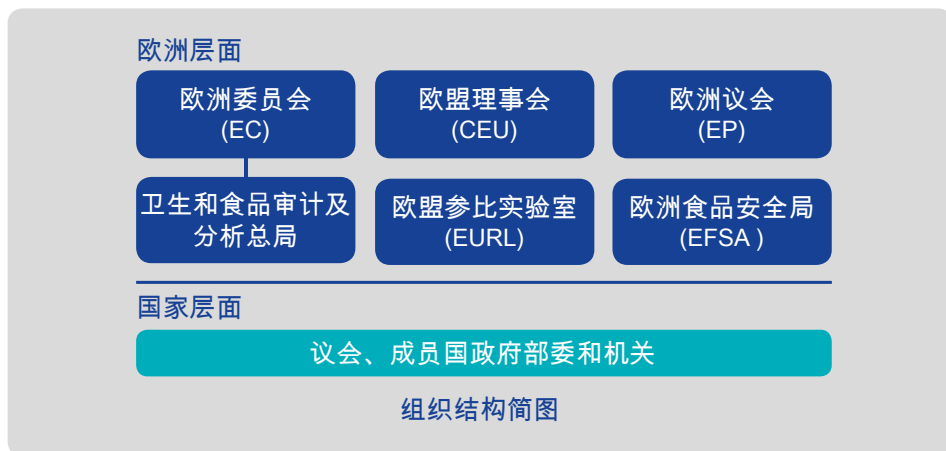 欧洲层面
欧洲委员会
(EC)
欧盟理事会
(CEU)
欧洲议会
(EP)
卫生和食品审计及
分析总局
欧盟参比实验室
(EURL)
欧洲食品安全局
(EFSA )
国家层面
议会、成员国政府部委和机关
组织结构简图